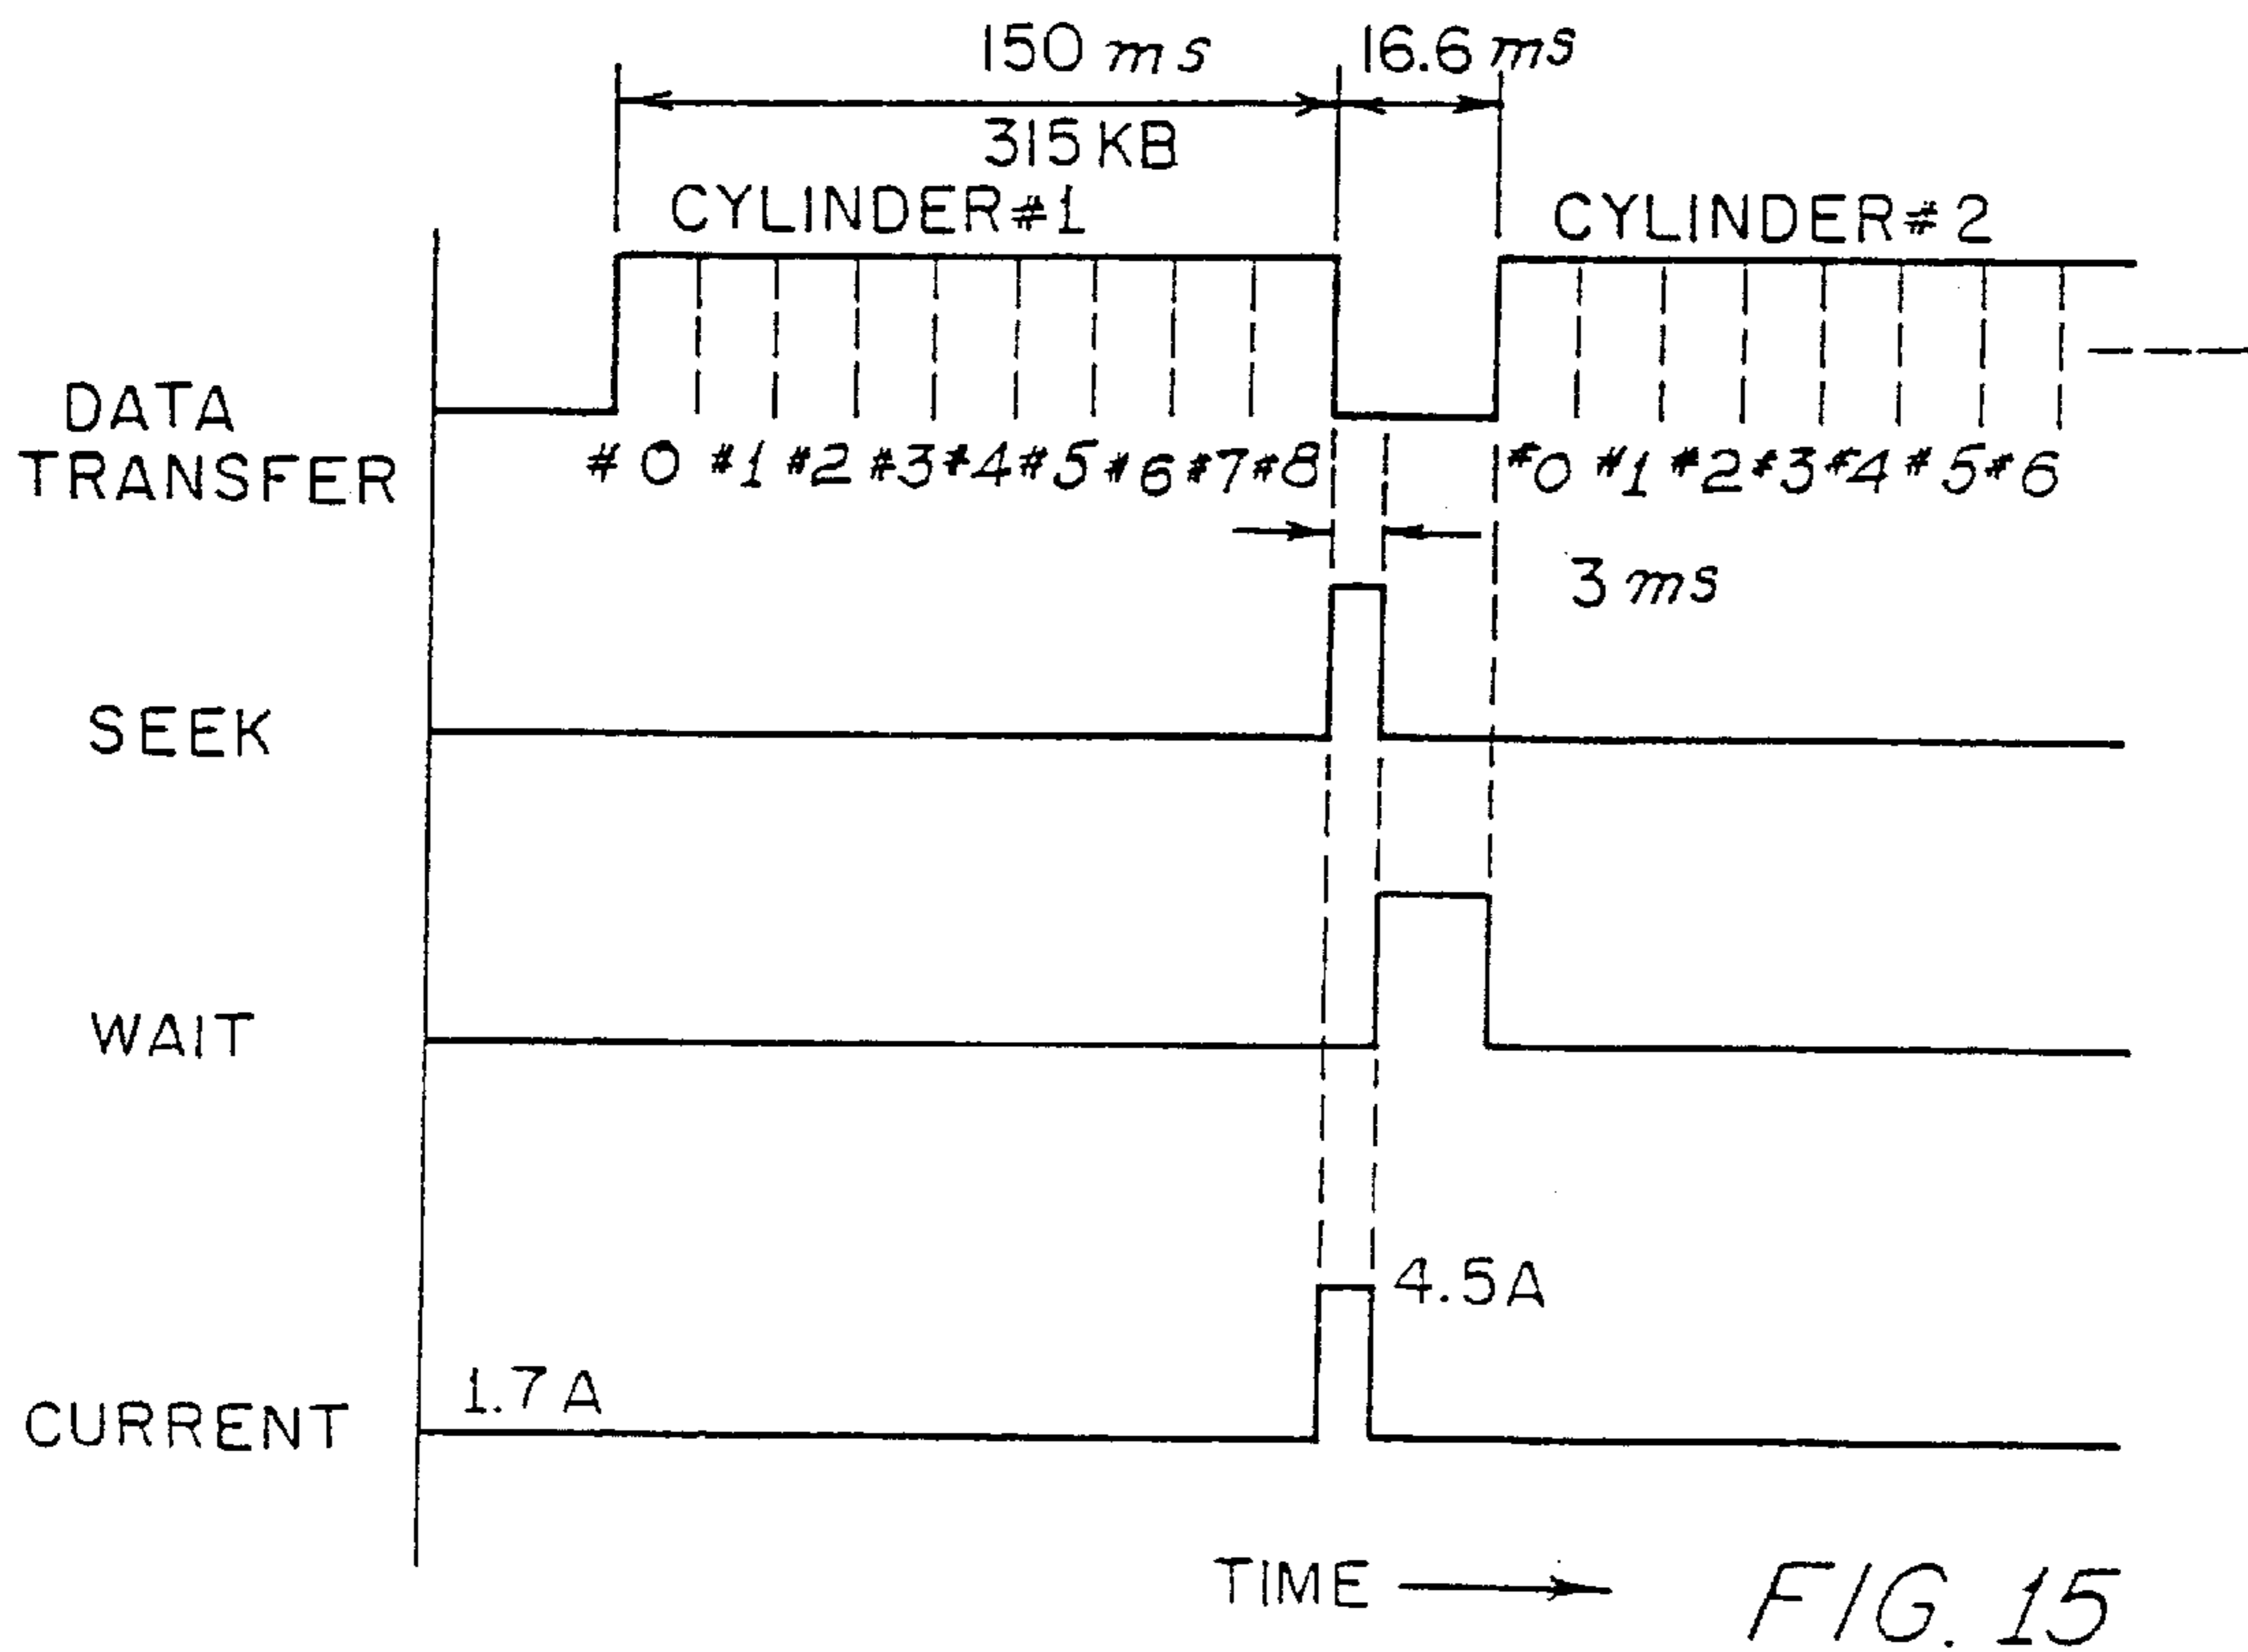 150 ms
16.6 ms
315 KB
CYLINDER#1
CYLINDER#2
DATA
TRANSFER
#0 #1 #2 #3 #4 #5 #6 #7 #8
#0 #1 #2 #3 #4 #5 #6
3 ms
SEEK
WAIT
4.5A
1.7A
CURRENT
TIME
FIG. 15